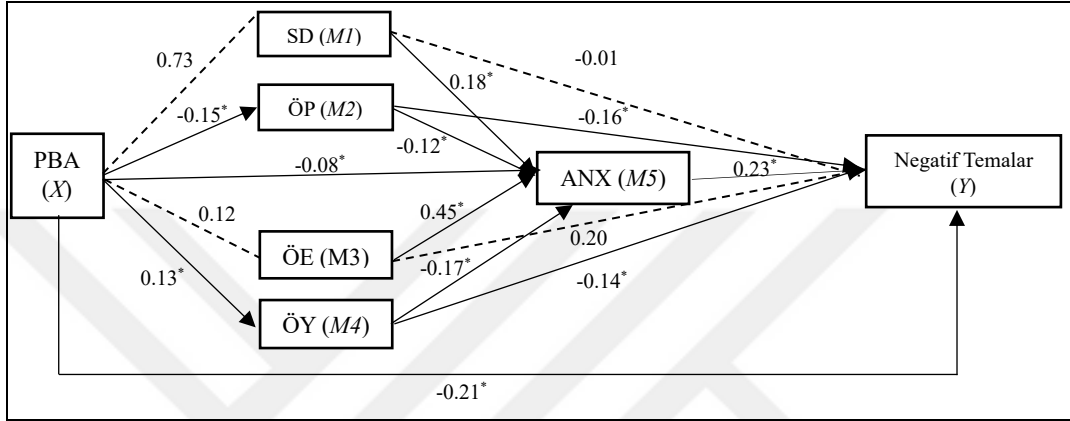 SD (M1)
0.73
-0.01
0.18*
ÖP (M2)
-0.15*
-0.16*
-0.12*
PBA
(X)
-0.08*
ANX (M5)
0.23*
Negatif Temalar
(Y)
0.12
0.45*
0.20
ÖE (M3)
0.13*
-0.17*
-0.14*
ÖY (M4)
-0.21*